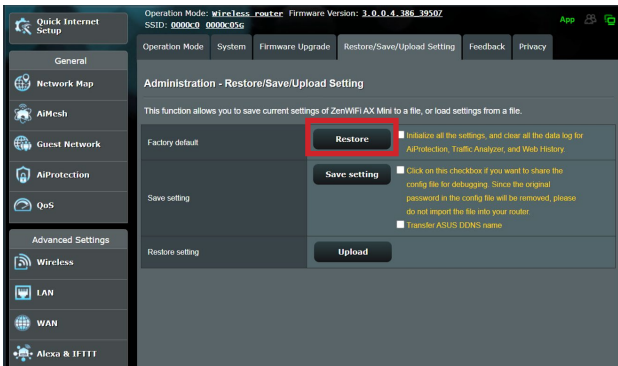 Quick Internet
Setup
Operation Mode: Wireless router Firmware Version: 3.0.0.4.386_39507
SSID: 0000C0 0000C05G
App
Operation Mode System Firmware Upgrade Restore/Save/Upload Setting Feedback Privacy
General
Network Map
AiMesh
Guest Network
AiProtection
QoS
Advanced Settings
Wireless
LAN
WAN
Alexa & IFTTT
Administration - Restore/Save/Upload Setting
This function allows you to save current settings of ZenWiFi AX Mini to a file, or load settings from a file.
Factory default
Restore
Initialize all the settings, and clear all the data log for
AiProtection, Traffic Analyzer, and Web History.
Save setting
Save setting
Click on this checkbox if you want to share the
config file for debugging. Since the original
password in the config file will be removed, please
do not import the file into your router.
Transfer ASUS DDNS name
Restore setting
Upload